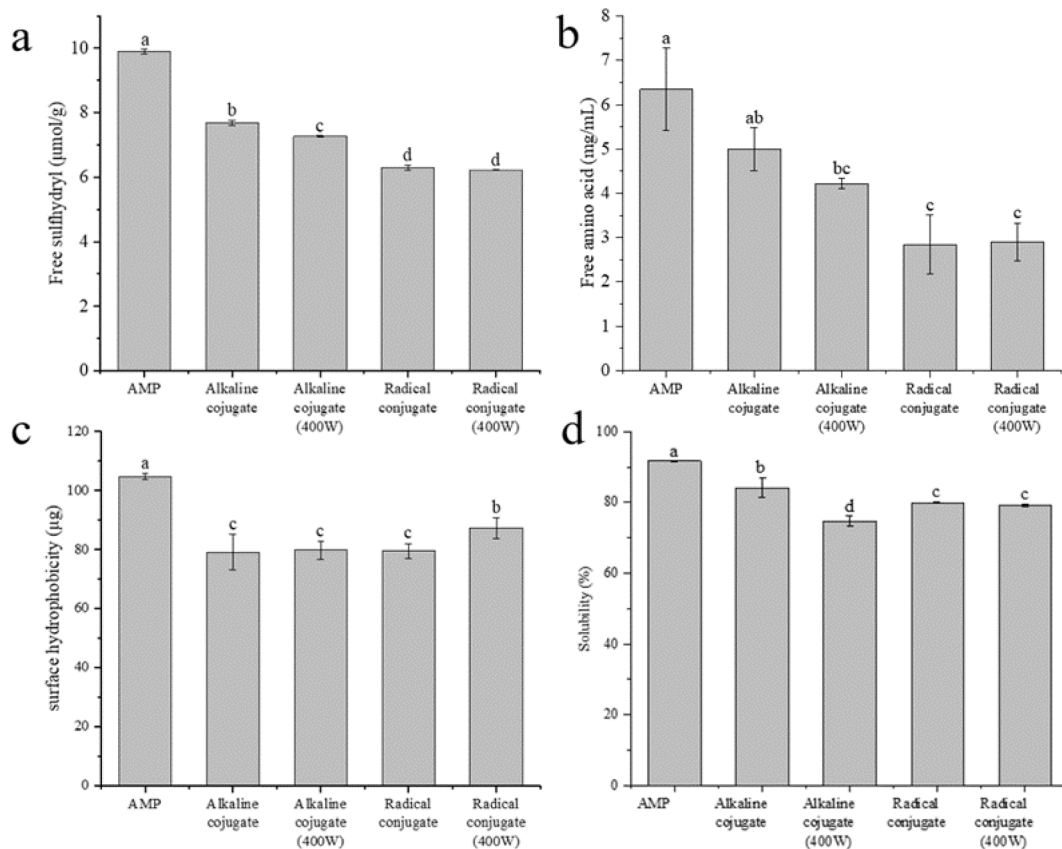 a
Free sulfhydryl (μmol/g)
10
8
6
4
2
0
a
b
c
d
d
AMP
Alkaline
cojugate
Alkaline
cojugate
(400W)
Radical
conjugate
Radical
conjugate
(400W)
b
Free amino acid (mg/mL)
8
7
6
5
4
3
2
1
0
a
ab
bc
c
c
AMP
Alkaline
cojugate
Alkaline
cojugate
(400W)
Radical
conjugate
Radical
conjugate
(400W)
c
surface hydrophobicity (μg)
120
100
80
60
40
20
0
a
c
c
c
b
AMP
Alkaline
cojugate
Alkaline
cojugate
(400W)
Radical
conjugate
Radical
conjugate
(400W)
d
Solubility (%)
100
80
60
40
20
0
a
b
d
c
c
AMP
Alkaline
cojugate
Alkaline
cojugate
(400W)
Radical
conjugate
Radical
conjugate
(400W)